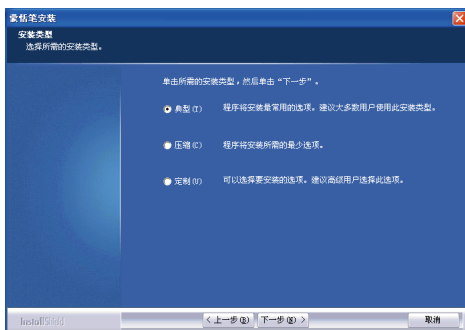 蒙恬笔安装
安装类型
选择所需的安装类型。
单击所需的安装类型，然后单击“下一步”。
典型(T) 程序将安装最常用的选项。建议大多数用户使用此安装类型。
压缩(C) 程序将安装所需的最少选项。
定制(U) 可以选择要安装的选项。建议高级用户选择此选项。
InstallShield
< 上一步(B) 下一步(N) > 取消